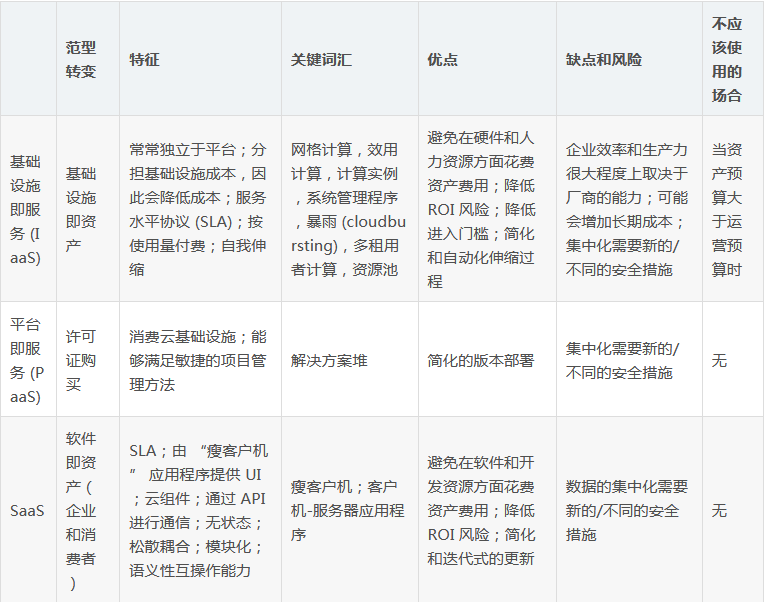 范型
转变
特征
关键词汇
优点
缺点和风险
不应
该使
用的
场合
基础
设施
即服
务 (I
aaS)
基础
设施
即资
产
常常独立于平台；分
担基础设施成本，因
此会降低成本；服务
水平协议 (SLA)；按
使用量付费；自我伸
缩
网格计算，效用
计算，计算实例
，系统管理程序
，暴雨 (cloudbu
rsting)，多租用
者计算，资源池
避免在硬件和人
力资源方面花费
资产费用；降低
ROI 风险；降低
进入门槛；简化
和自动化伸缩过
程
企业效率和生产力
很大程度上取决于
厂商的能力；可能
会增加长期成本；
集中化需要新的/
不同的安全措施
当资
产预
算大
于运
营预
算时
平台
即服
务 (P
aaS)
许可
证购
买
消费云基础设施；能
够满足敏捷的项目管
理方法
解决方案堆
简化的版本部署
集中化需要新的/
不同的安全措施
无
SaaS
软件
即资
产（
企业
和消
费者
）
SLA；由 “瘦客户机
” 应用程序提供 UI
；云组件；通过 API
进行通信；无状态；
松散耦合；模块化；
语义性互操作能力
瘦客户机；客户
机-服务器应用程
序
避免在软件和开
发资源方面花费
资产费用；降低
ROI 风险；简化
和迭代式的更新
数据的集中化需要
新的/不同的安全
措施
无